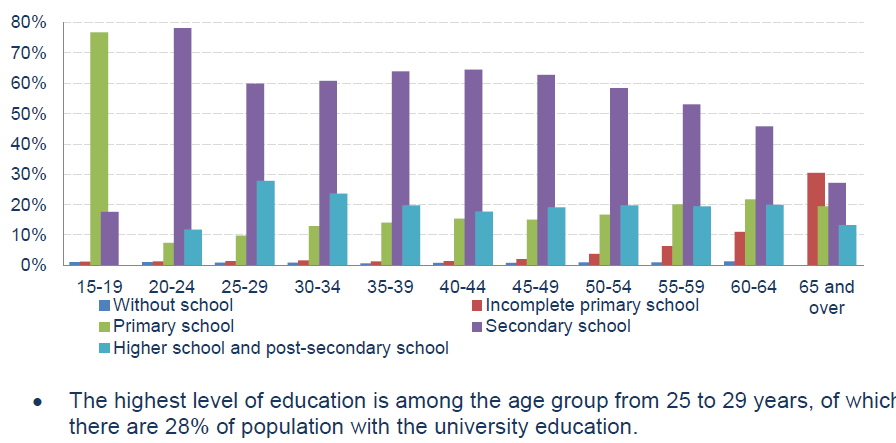 80%
70%
60%
50%
40%
30%
20%
10%
0%
15-19 20-24 25-29 30-34 35-39 40-44 45-49 50-54 55-59 60-64 65 and
over
Without school Incomplete primary school
Primary school Secondary school
Higher school and post-secondary school
• The highest level of education is among the age group from 25 to 29 years, of which
there are 28% of population with the university education.